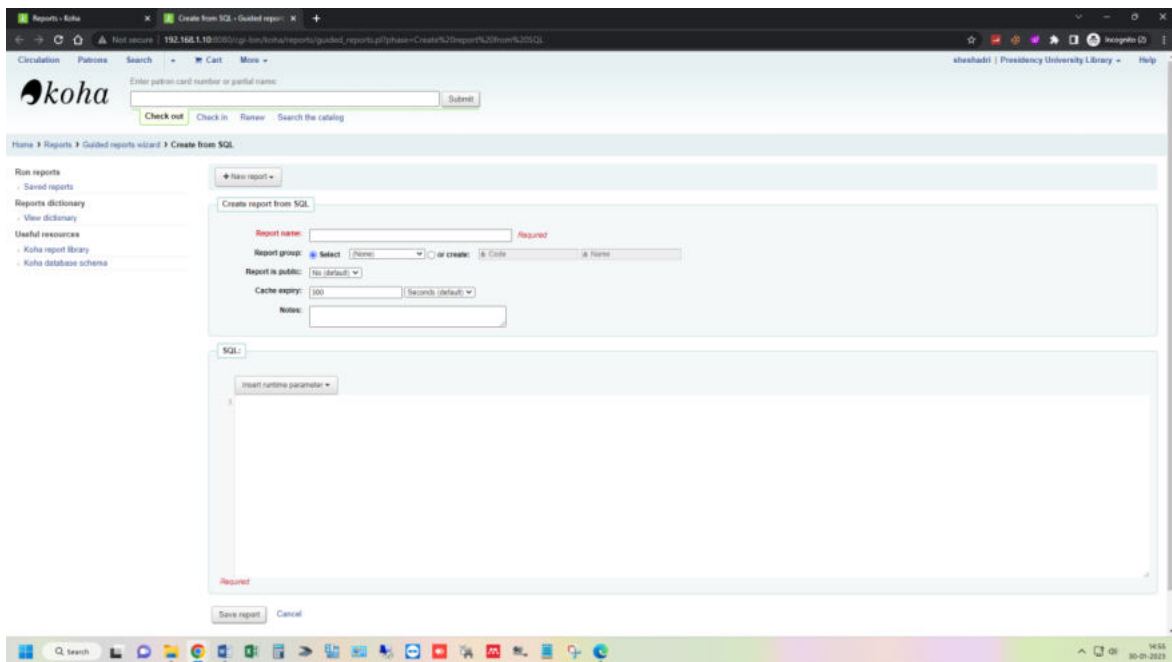 Reports › Koha
Create from SQL › Guided report
Not secure 192.168.1.10:8080/cgi-bin/koha/reports/guided_reports.pl?phase=Create%20report%20from%20SQL
Incognito (2)
Circulation Patrons Search Cart More
sheshadri | Presidency University Library Help
koha
Enter patron card number or partial name:
Submit
Check out Check in Renew Search the catalog
Home › Reports › Guided reports wizard › Create from SQL
Run reports
Saved reports
Reports dictionary
View dictionary
Useful resources
Koha report library
Koha database schema
+ New report
Create report from SQL
Report name: Required
Report group: Select (None) or create: Code Name
Report is public: No (default)
Cache expiry: 300 Seconds (default)
Notes:
SQL:
Insert runtime parameter
1
Required
Save report Cancel
Search
14:55
30-01-2023